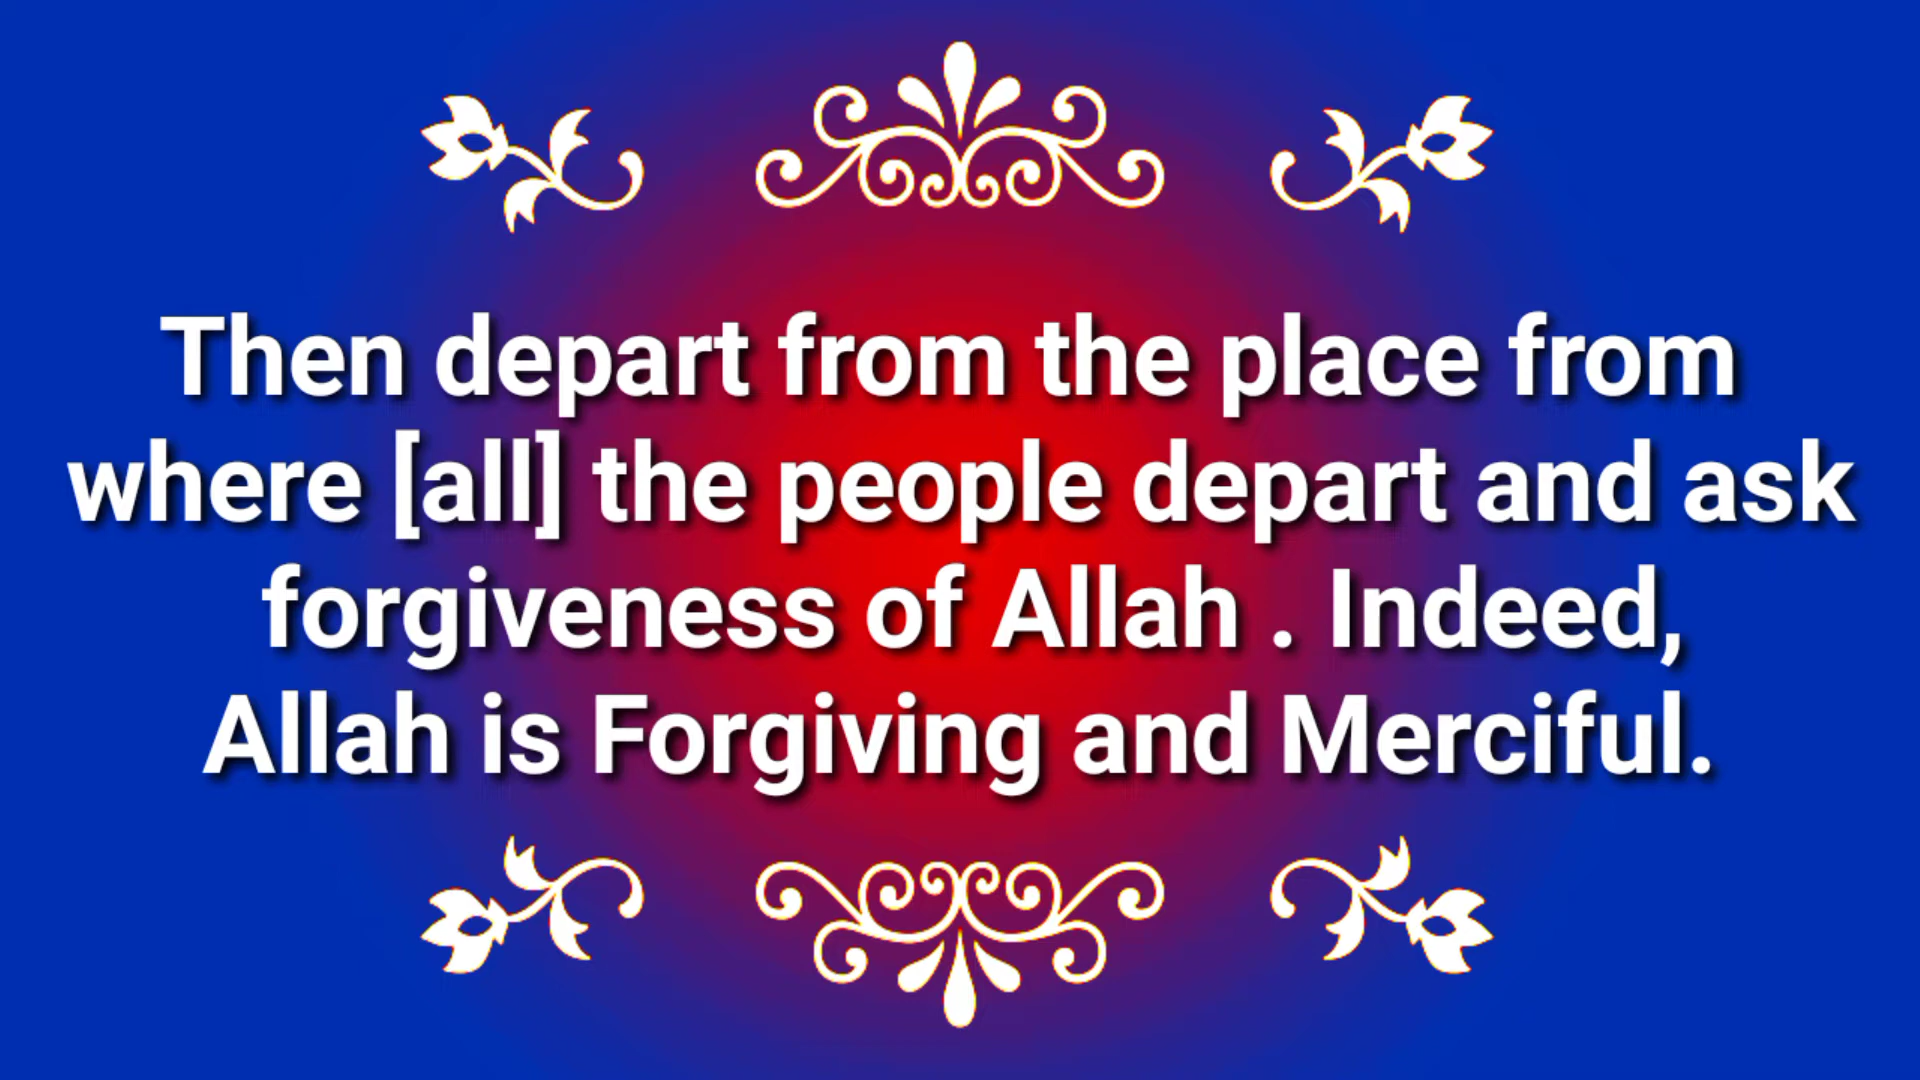 Then depart from the place from
where [all] the people depart and ask
forgiveness of Allah . Indeed,
Allah is Forgiving and Merciful.